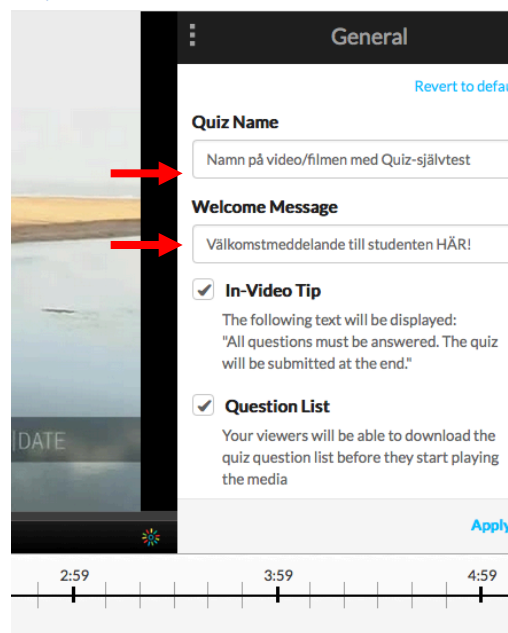 General
Revert to defau
Quiz Name
Namn på video/filmen med Quiz-självtest
Welcome Message
Välkomstmeddelande till studenten HÄR!
In-Video Tip
The following text will be displayed:
"All questions must be answered. The quiz
will be submitted at the end."
Question List
Your viewers will be able to download the
quiz question list before they start playing
the media
|DATE
Apply
2:59 3:59 4:59